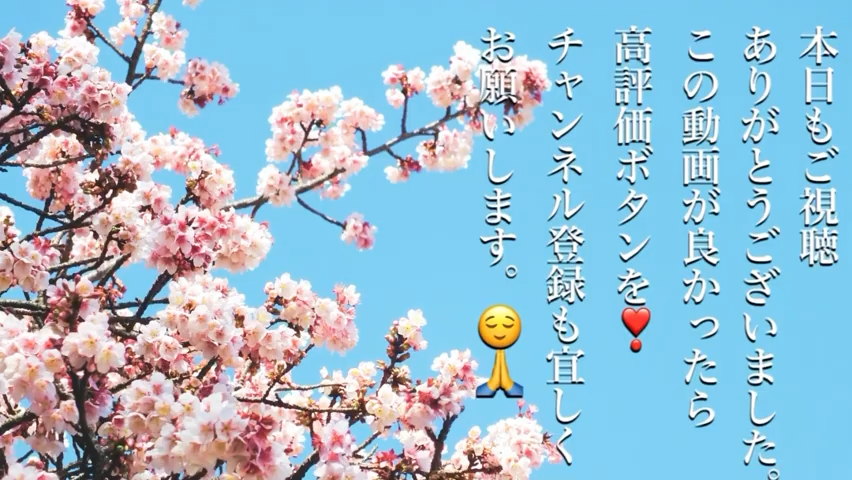 本日もご視聴
ありがとうございました。
この動画が良かったら
高評価ボタンを❣️
チャンネル登録も宜しく
お願いします。